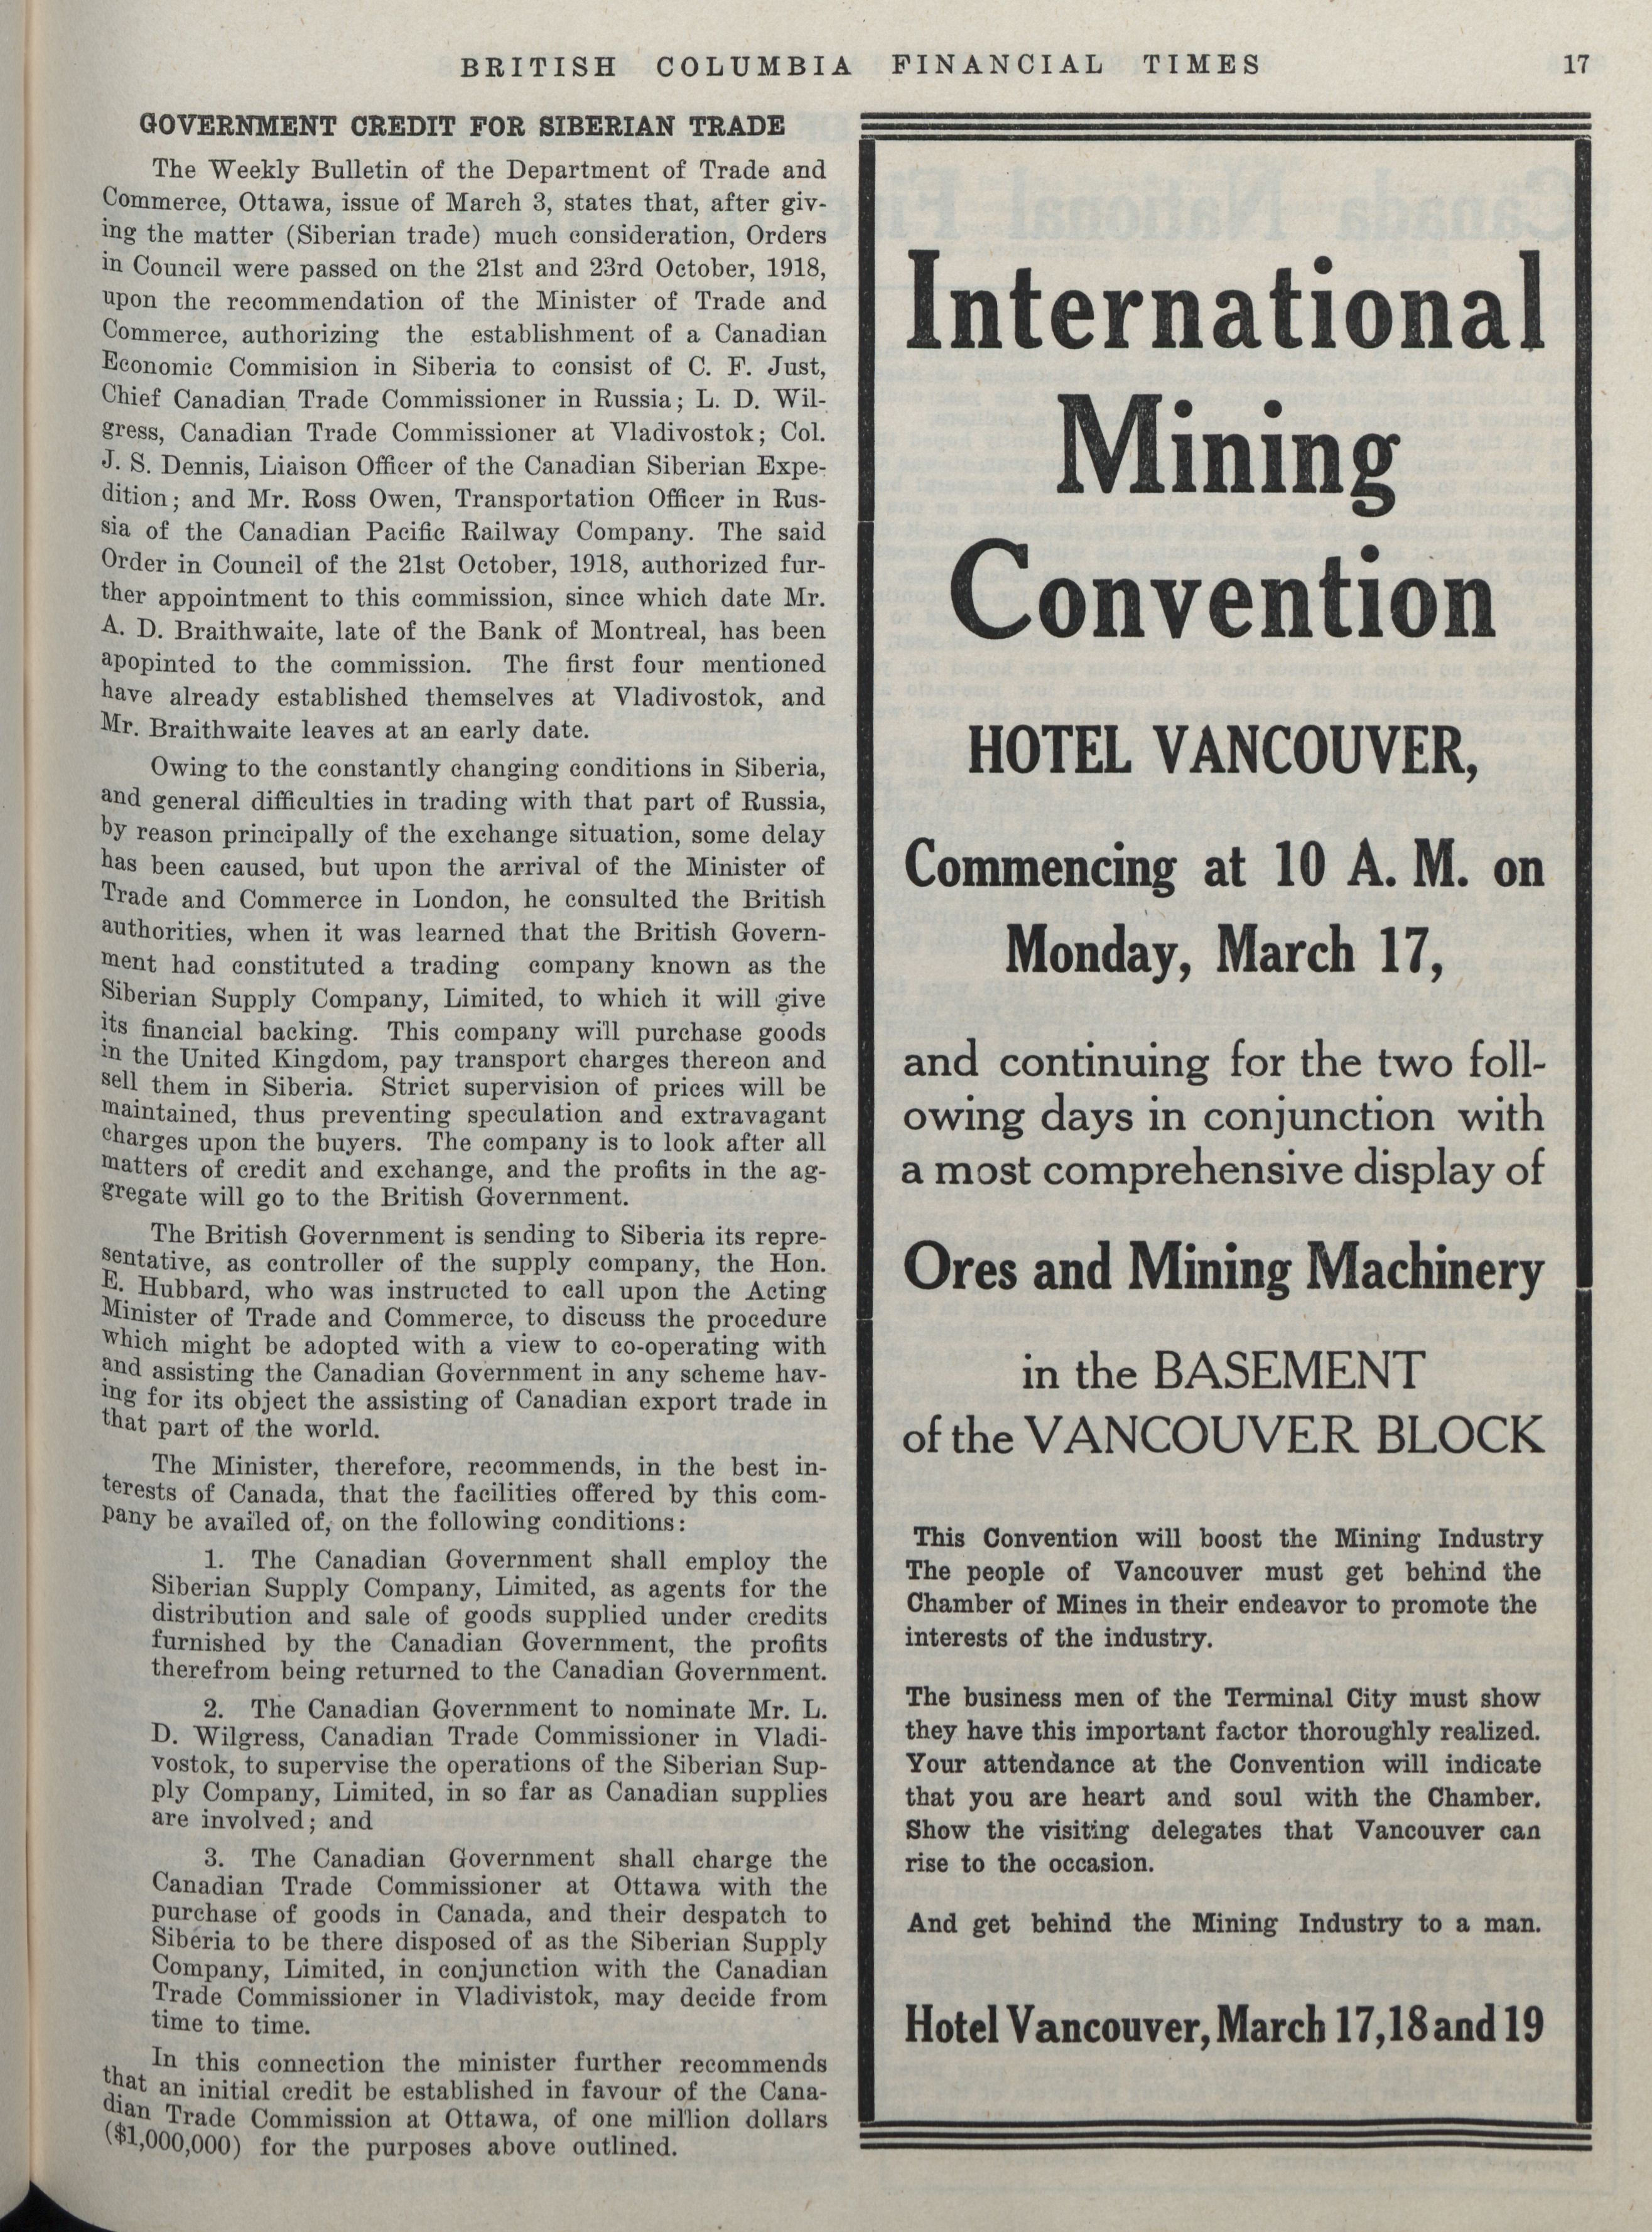 BRITISH COLUMBIA FINANCIAL TIMES 17
GOVERNMENT CREDIT FOR SIBERIAN TRADE
The Weekly Bulletin of the Department of Trade and
Commerce, Ottawa, issue of March 3, states that, after giv-
ing the matter (Siberian trade) much consideration, Orders
in Council were passed on the 21st and 23rd October, 1918,
upon the recommendation of the Minister of Trade and
Commerce, authorizing the establishment of a Canadian
Economic Commision in Siberia to consist of C. F. Just,
Chief Canadian Trade Commissioner in Russia; L. D. Wil-
gress, Canadian Trade Commissioner at Vladivostok; Col.
J. S. Dennis, Liaison Officer of the Canadian Siberian Expe-
dition; and Mr. Ross Owen, Transportation Officer in Rus-
sia of the Canadian Pacific Railway Company. The said
Order in Council of the 21st October, 1918, authorized fur-
ther appointment to this commission, since which date Mr.
A. D. Braithwaite, late of the Bank of Montreal, has been
apopinted to the commission. The first four mentioned
have already established themselves at Vladivostok, and
Mr. Braithwaite leaves at an early date.
Owing to the constantly changing conditions in Siberia,
and general difficulties in trading with that part of Russia,
by reason principally of the exchange situation, some delay
has been caused, but upon the arrival of the Minister of
Trade and Commerce in London, he consulted the British
authorities, when it was learned that the British Govern-
ment had constituted a trading company known as the
Siberian Supply Company, Limited, to which it will give
its financial backing. This company will purchase goods
in the United Kingdom, pay transport charges thereon and
sell them in Siberia. Strict supervision of prices will be
maintained, thus preventing speculation and extravagant
charges upon the buyers. The company is to look after all
matters of credit and exchange, and the profits in the ag-
gregate will go to the British Government.
The British Government is sending to Siberia its repre-
sentative, as controller of the supply company, the Hon.
E. Hubbard, who was instructed to call upon the Acting
Minister of Trade and Commerce, to discuss the procedure
which might be adopted with a view to co-operating with
and assisting the Canadian Government in any scheme hav-
ing for its object the assisting of Canadian export trade in
that part of the world.
The Minister, therefore, recommends, in the best in-
terests of Canada, that the facilities offered by this com-
pany be availed of, on the following conditions:
1. The Canadian Government shall employ the
Siberian Supply Company, Limited, as agents for the
distribution and sale of goods supplied under credits
furnished by the Canadian Government, the profits
therefrom being returned to the Canadian Government.
2. The Canadian Government to nominate Mr. L.
D. Wilgress, Canadian Trade Commissioner in Vladi-
vostok, to supervise the operations of the Siberian Sup-
ply Company, Limited, in so far as Canadian supplies
are involved; and
3. The Canadian Government shall charge the
Canadian Trade Commissioner at Ottawa with the
purchase of goods in Canada, and their despatch to
Siberia to be there disposed of as the Siberian Supply
Company, Limited, in conjunction with the Canadian
Trade Commissioner in Vladivistok, may decide from
time to time.
In this connection the minister further recommends
that an initial credit be established in favour of the Cana-
dian Trade Commission at Ottawa, of one million dollars
($1,000,000) for the purposes above outlined.
International
Mining
Convention
HOTEL VANCOUVER,
Commencing at 10 A. M. on
Monday, March 17,
and continuing for the two foll-
owing days in conjunction with
a most comprehensive display of
Ores and Mining Machinery
in the BASEMENT
of the VANCOUVER BLOCK
This Convention will boost the Mining Industry
The people of Vancouver must get behind the
Chamber of Mines in their endeavor to promote the
interests of the industry.
The business men of the Terminal City must show
they have this important factor thoroughly realized.
Your attendance at the Convention will indicate
that you are heart and soul with the Chamber.
Show the visiting delegates that Vancouver can
rise to the occasion.
And get behind the Mining Industry to a man.
Hotel Vancouver, March 17, 18 and 19